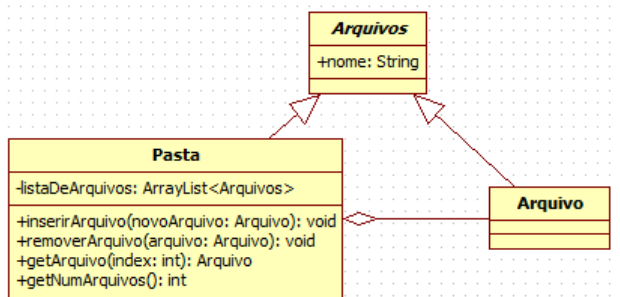 Arquivos
+nome: String
Pasta
-listaDeArquivos: ArrayList<Arquivos>
+inserirArquivo(novoArquivo: Arquivo): void
+removerArquivo(arquivo: Arquivo): void
+getArquivo(index: int): Arquivo
+getNumArquivos(): int
Arquivo